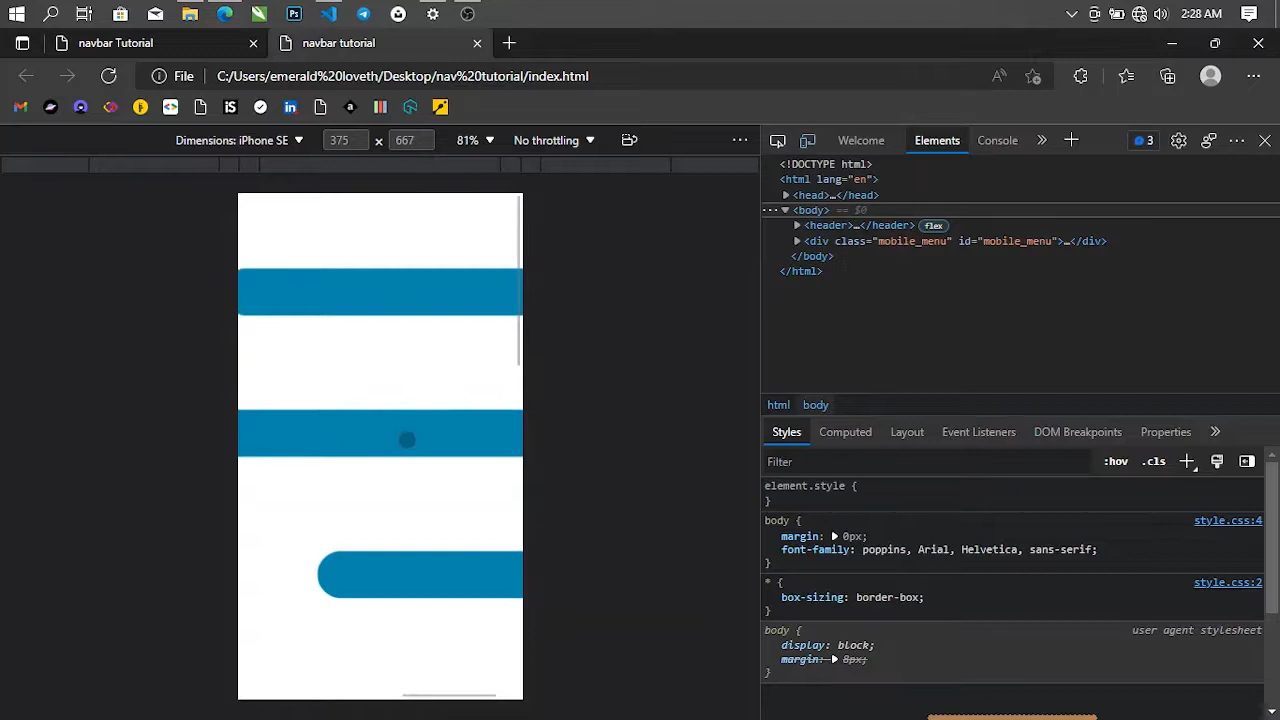 2:28 AM
navbar Tutorial
navbar tutorial
File
C:/Users/emerald%20loveth/Desktop/nav%20tutorial/index.html
Dimensions: iPhone SE
375
×
667
81%
No throttling
Welcome
Elements
Console
3
<!DOCTYPE html>
<html lang="en">
<head>…</head>
<body> == $0
<header>…</header> flex
<div class="mobile_menu" id="mobile_menu">…</div>
</body>
</html>
html body
Styles Computed Layout Event Listeners DOM Breakpoints Properties
Filter
:hov .cls
element.style {
}
body { style.css:4
margin: 0px;
font-family: poppins, Arial, Helvetica, sans-serif;
}
* { style.css:2
box-sizing: border-box;
}
body { user agent stylesheet
display: block;
margin: 8px;
}